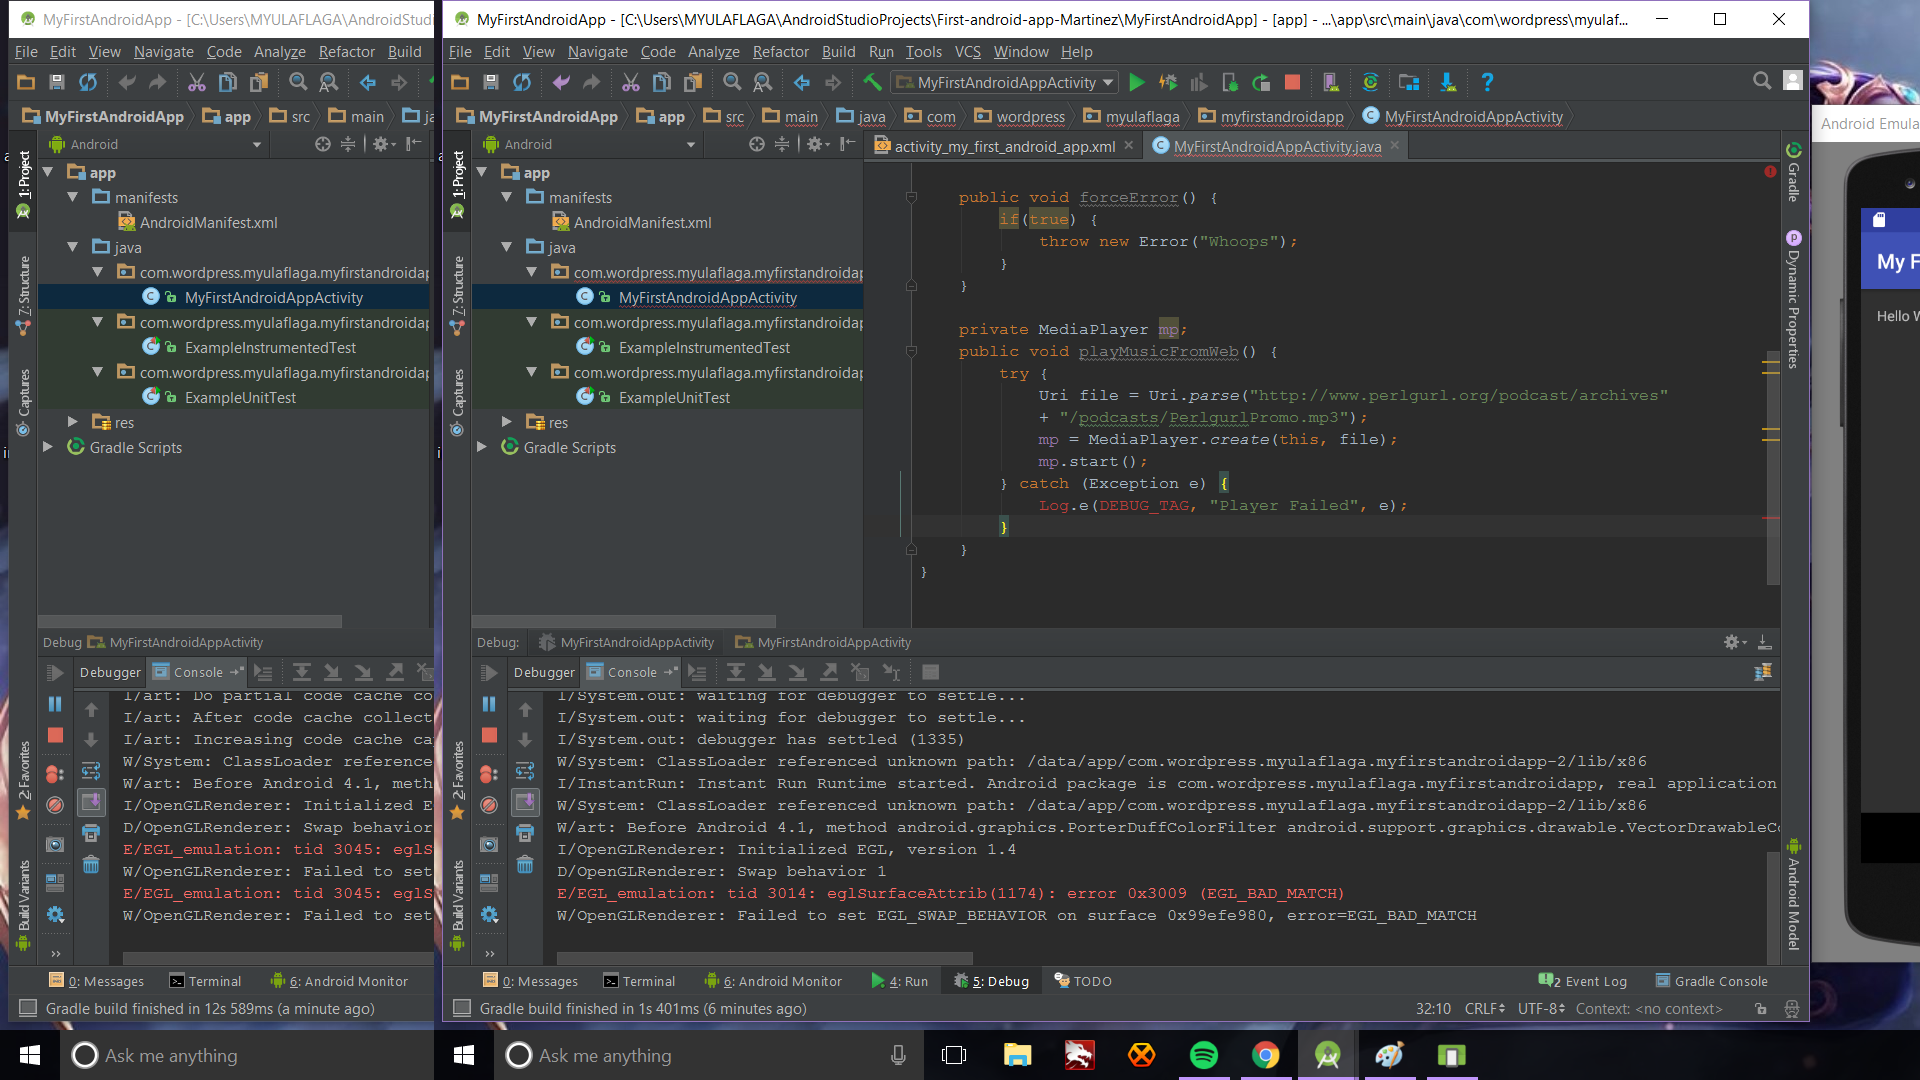 MyFirstAndroidApp - [C:\Users\MYULAFLAGA\AndroidStudi
File Edit View Navigate Code Analyze Refactor Build
MyFirstAndroidApp app src main ja
Android
1: Project
Z: Structure
Captures
2: Favorites
Build Variants
app
manifests
AndroidManifest.xml
java
com.wordpress.myulaflaga.myfirstandroidap
MyFirstAndroidAppActivity
com.wordpress.myulaflaga.myfirstandroidap
ExampleInstrumentedTest
com.wordpress.myulaflaga.myfirstandroidap
ExampleUnitTest
res
Gradle Scripts
Debug MyFirstAndroidAppActivity
Debugger Console
I/art: Do partial code cache co
I/art: After code cache collect
I/art: Increasing code cache ca
W/System: ClassLoader reference
W/art: Before Android 4.1, meth
I/OpenGLRenderer: Initialized E
D/OpenGLRenderer: Swap behavior
E/EGL_emulation: tid 3045: eglS
W/OpenGLRenderer: Failed to set
E/EGL_emulation: tid 3045: eglS
W/OpenGLRenderer: Failed to set
0: Messages Terminal 6: Android Monitor
Gradle build finished in 12s 589ms (a minute ago)
Ask me anything
MyFirstAndroidApp - [C:\Users\MYULAFLAGA\AndroidStudioProjects\First-android-app-Martinez\MyFirstAndroidApp] - [app] - ...\app\src\main\java\com\wordpress\myulaf...
File Edit View Navigate Code Analyze Refactor Build Run Tools VCS Window Help
MyFirstAndroidAppActivity
MyFirstAndroidApp app src main java com wordpress myulaflaga myfirstandroidapp MyFirstAndroidAppActivity
Android
activity_my_first_android_app.xml MyFirstAndroidAppActivity.java
1: Project
Z: Structure
Captures
2: Favorites
Build Variants
app
manifests
AndroidManifest.xml
java
com.wordpress.myulaflaga.myfirstandroidap
MyFirstAndroidAppActivity
com.wordpress.myulaflaga.myfirstandroidap
ExampleInstrumentedTest
com.wordpress.myulaflaga.myfirstandroidap
ExampleUnitTest
res
Gradle Scripts
public void forceError() {
if(true) {
throw new Error("Whoops");
}
}
private MediaPlayer mp;
public void playMusicFromWeb() {
try {
Uri file = Uri.parse("http://www.perlgurl.org/podcast/archives"
+ "/podcasts/PerlgurlPromo.mp3");
mp = MediaPlayer.create(this, file);
mp.start();
} catch (Exception e) {
Log.e(DEBUG_TAG, "Player Failed", e);
}
}
}
Gradle
Dynamic Properties
Android Model
Debug: MyFirstAndroidAppActivity MyFirstAndroidAppActivity
Debugger Console
I/System.out: waiting for debugger to settle...
I/System.out: waiting for debugger to settle...
I/System.out: debugger has settled (1335)
W/System: ClassLoader referenced unknown path: /data/app/com.wordpress.myulaflaga.myfirstandroidapp-2/lib/x86
I/InstantRun: Instant Run Runtime started. Android package is com.wordpress.myulaflaga.myfirstandroidapp, real application
W/System: ClassLoader referenced unknown path: /data/app/com.wordpress.myulaflaga.myfirstandroidapp-2/lib/x86
W/art: Before Android 4.1, method android.graphics.PorterDuffColorFilter android.support.graphics.drawable.VectorDrawableCo
I/OpenGLRenderer: Initialized EGL, version 1.4
D/OpenGLRenderer: Swap behavior 1
E/EGL_emulation: tid 3014: eglSurfaceAttrib(1174): error 0x3009 (EGL_BAD_MATCH)
W/OpenGLRenderer: Failed to set EGL_SWAP_BEHAVIOR on surface 0x99efe980, error=EGL_BAD_MATCH
0: Messages Terminal 6: Android Monitor 4: Run 5: Debug TODO 2 Event Log Gradle Console
Gradle build finished in 1s 401ms (6 minutes ago) 32:10 CRLF UTF-8 Context: <no context>
Ask me anything
Android Emula
My F
Hello W